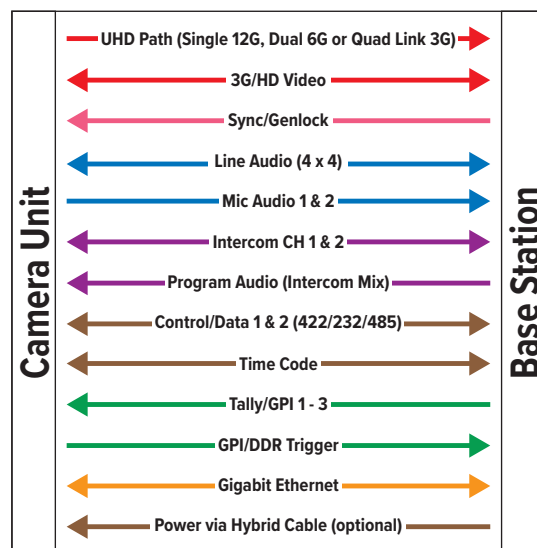 UHD Path (Single 12G, Dual 6G or Quad Link 3G)
3G/HD Video
Sync/Genlock
Line Audio (4 x 4)
Mic Audio 1 & 2
Intercom CH 1 & 2
Program Audio (Intercom Mix)
Control/Data 1 & 2 (422/232/485)
Time Code
Tally/GPI 1 - 3
GPI/DDR Trigger
Gigabit Ethernet
Power via Hybrid Cable (optional)
Camera Unit
Base Station